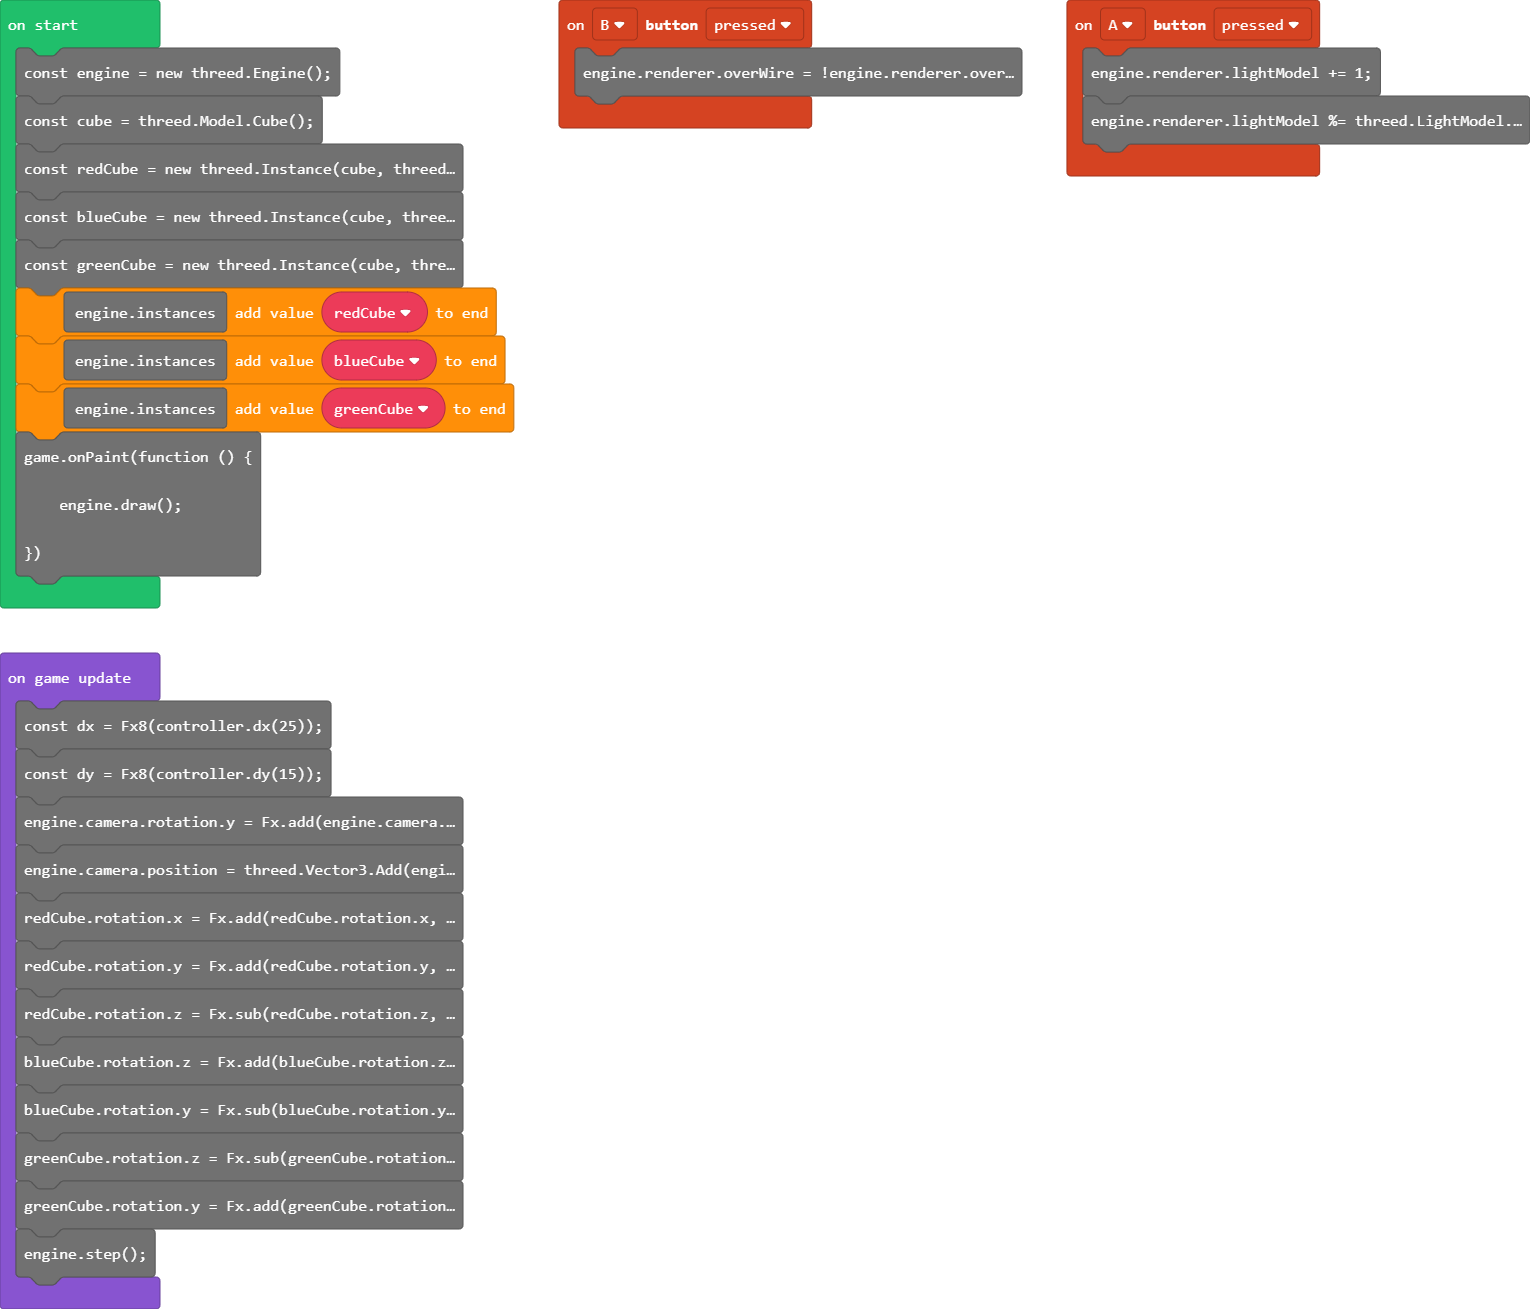 on start
const engine = new threed.Engine();
const cube = threed.Model.Cube();
const redCube = new threed.Instance(cube, threed…
const blueCube = new threed.Instance(cube, three…
const greenCube = new threed.Instance(cube, thre…
engine.instances add value redCube to end
engine.instances add value blueCube to end
engine.instances add value greenCube to end
game.onPaint(function () {
engine.draw();
})
on B button pressed
engine.renderer.overWire = !engine.renderer.over…
on A button pressed
engine.renderer.lightModel += 1;
engine.renderer.lightModel %= threed.LightModel.…
on game update
const dx = Fx8(controller.dx(25));
const dy = Fx8(controller.dy(15));
engine.camera.rotation.y = Fx.add(engine.camera.…
engine.camera.position = threed.Vector3.Add(engi…
redCube.rotation.x = Fx.add(redCube.rotation.x, …
redCube.rotation.y = Fx.add(redCube.rotation.y, …
redCube.rotation.z = Fx.sub(redCube.rotation.z, …
blueCube.rotation.z = Fx.add(blueCube.rotation.z…
blueCube.rotation.y = Fx.sub(blueCube.rotation.y…
greenCube.rotation.z = Fx.sub(greenCube.rotation…
greenCube.rotation.y = Fx.add(greenCube.rotation…
engine.step();